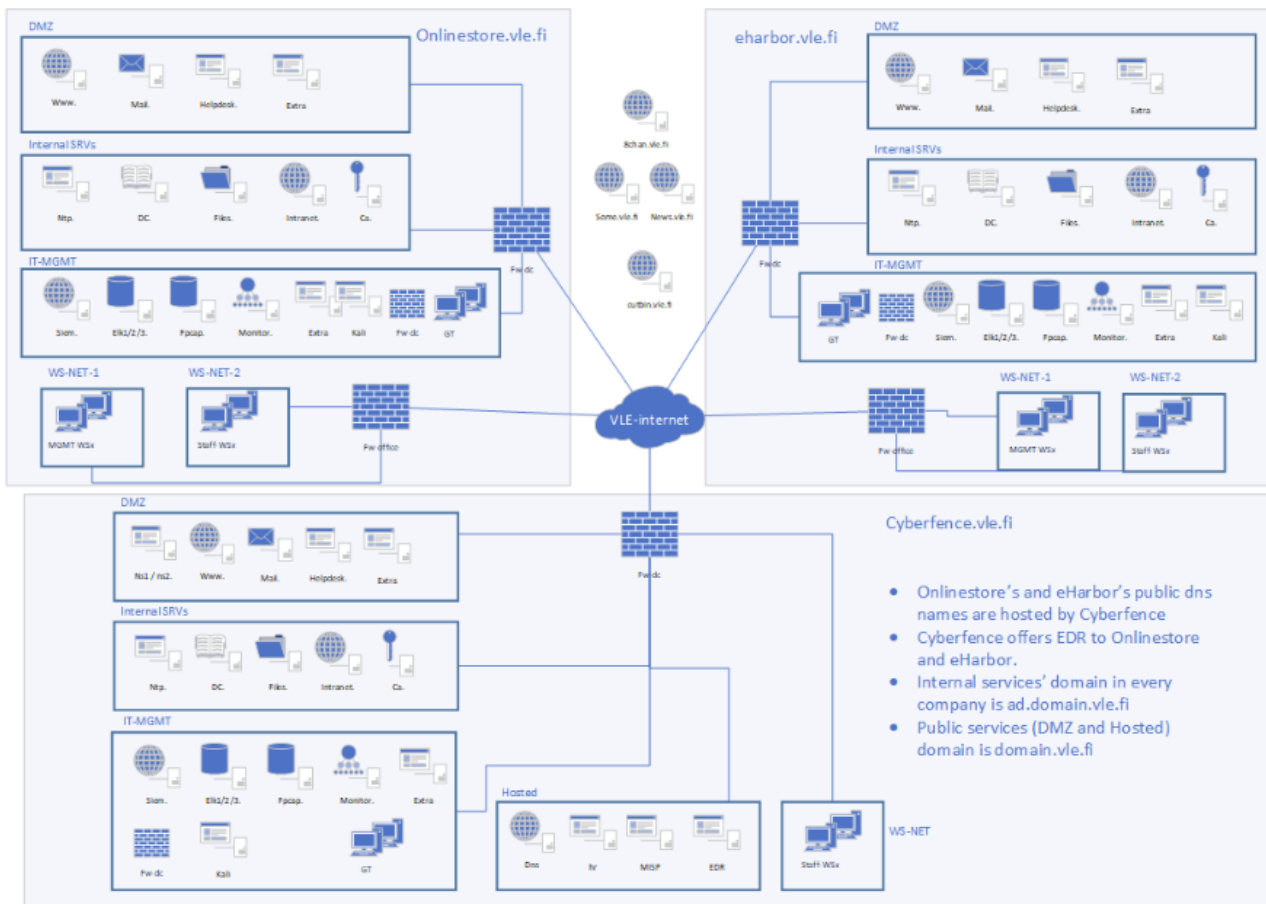 DMZ
Onlinestore.vle.fi
Www.
Mail.
Helpdesk.
Extra
Internal SRVs
Ntp.
DC.
Files.
Intranet.
Ca.
Fw-dc
IT-MGMT
Siem.
Elk1/2/3.
Fpcap.
Monitor.
Extra
Kali
Fw-dc
GT
WS-NET-1
WS-NET-2
MGMT WSx
Staff-WSx
Fw-office
8chan.vle.fi
Some.vle.fi
News.vle.fi
cutbin.vle.fi
VLE-internet
eharbor.vle.fi
DMZ
Www.
Mail.
Helpdesk.
Extra
Internal SRVs
Ntp.
DC.
Files.
Intranet.
Ca.
Fw-dc
IT-MGMT
GT
Fw-dc
Siem.
Elk1/2/3.
Fpcap.
Monitor.
Extra
Kali
WS-NET-1
WS-NET-2
Fw-office
MGMT WSx
Staff-WSx
DMZ
Ns1 / ns2.
Www.
Mail.
Helpdesk.
Extra
Fw-dc
Internal SRVs
Ntp.
DC.
Files.
Intranet.
Ca.
IT-MGMT
Siem.
Elk1/2/3.
Fpcap.
Monitor.
Extra
Fw-dc
Kali
GT
Hosted
Dns
hr
MISP
EDR
WS-NET
Staff-WSx
Cyberfence.vle.fi
• Onlinestore's and eHarbor's public dns
names are hosted by Cyberfence
• Cyberfence offers EDR to Onlinestore
and eHarbor.
• Internal services' domain in every
company is ad.domain.vle.fi
• Public services (DMZ and Hosted)
domain is domain.vle.fi